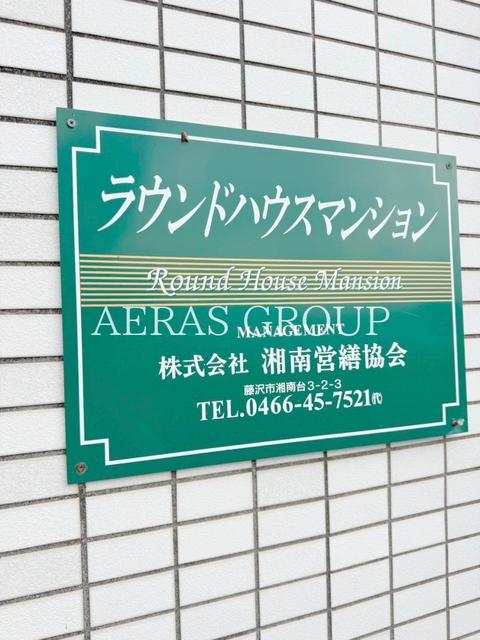 ラウンドハウスマンション
Round House Mansion
AERAS GROUP
MANAGEMENT
株式会社 湘南営繕協会
藤沢市湘南台3-2-3
TEL.0466-45-7521㈹